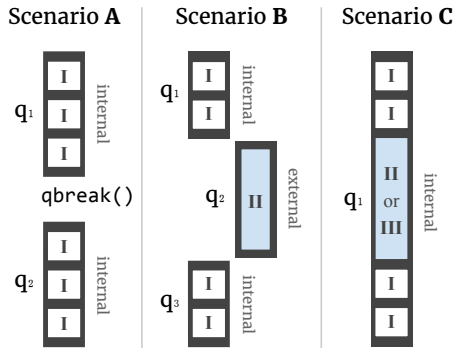 Scenario A
I
I
I
q1
internal
qbreak()
I
I
I
q2
internal
Scenario B
I
I
q1
internal
II
q2
external
I
I
q3
internal
Scenario C
I
I
II
or
III
I
I
q1
internal